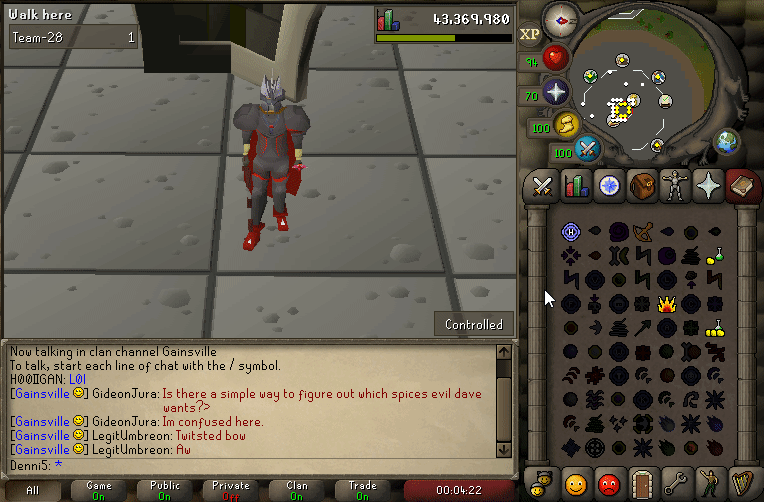 Walk here
Team-28 1
43,369,980
XP
94
70
100
100
Controlled
Now talking in clan channel Gainsville
To talk, start each line of chat with the / symbol.
H00IIGAN: L0l
[Gainsville] GideonJura: Is there a simple way to figure out which spices evil dave
wants?>
[Gainsville] GideonJura: Im confused here.
[Gainsville] LegitUmbreon: Twitsted bow
[Gainsville] LegitUmbreon: Aw
Denni5: *
All
Game
On
Public
On
Private
Off
Clan
On
Trade
On
00:04:22